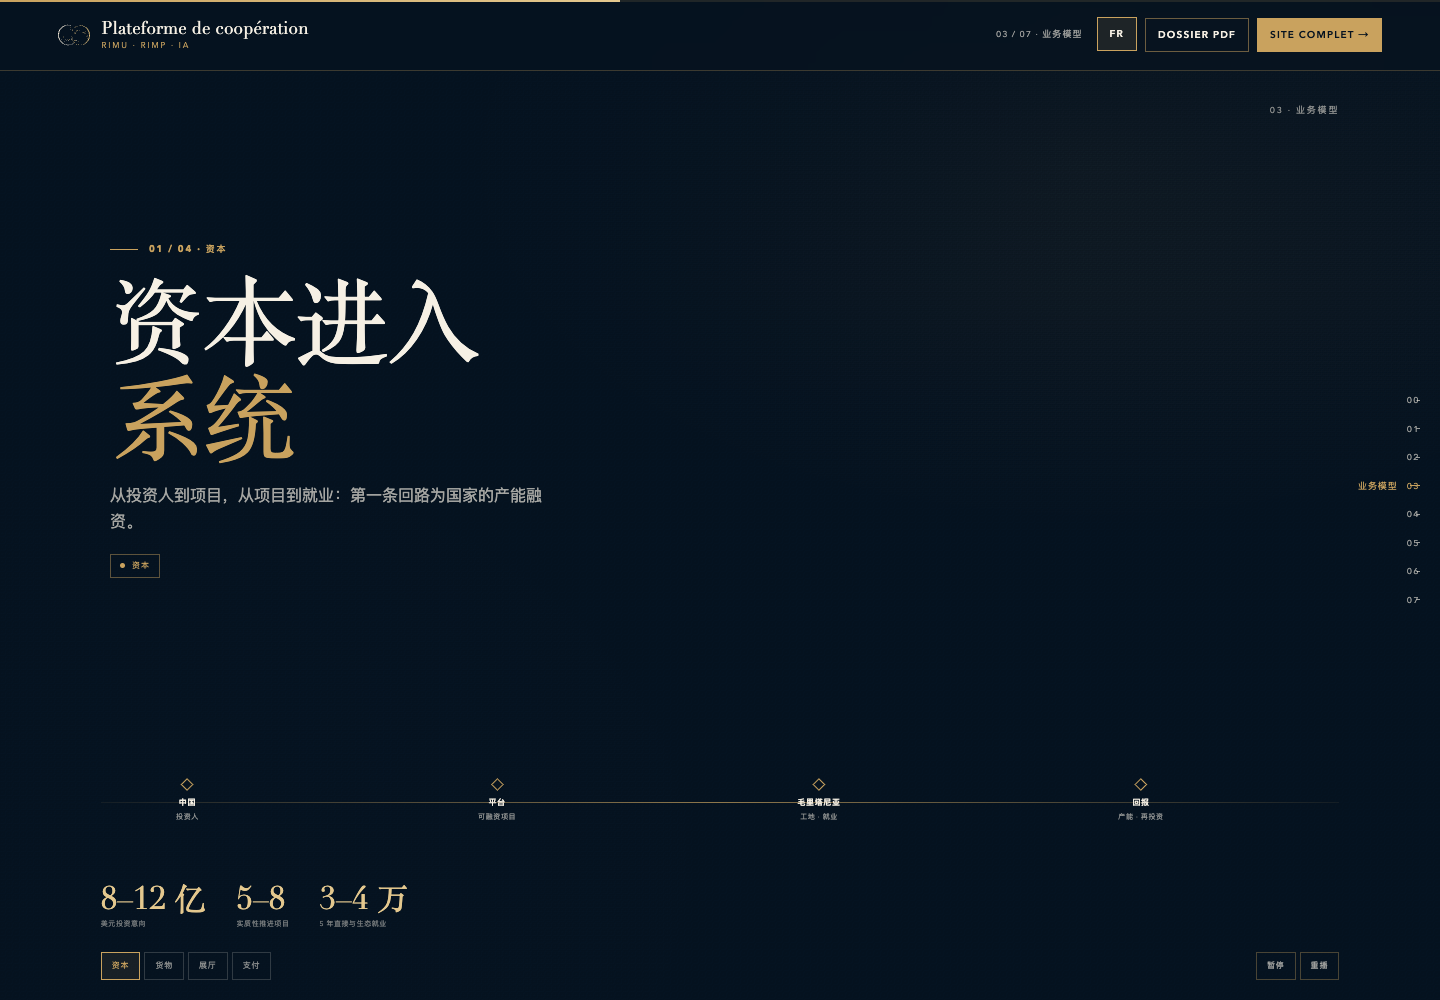 Plateforme de coopération
RIMU · RIMP · IA
03 / 07 · 业务模型
FR
DOSSIER PDF
SITE COMPLET →
03 · 业务模型
01 / 04 · 资本
资本进入
系统
从投资人到项目，从项目到就业：第一条回路为国家的产能融
资。
资本
00
01
02
业务模型 03
04
05
06
07
中国
投资人
平台
可融资项目
毛里塔尼亚
工地 · 就业
回报
产能 · 再投资
8–12 亿
美元投资意向
5–8
实质性推进项目
3–4 万
5 年直接与生态就业
资本
货物
展厅
支付
暂停
重播